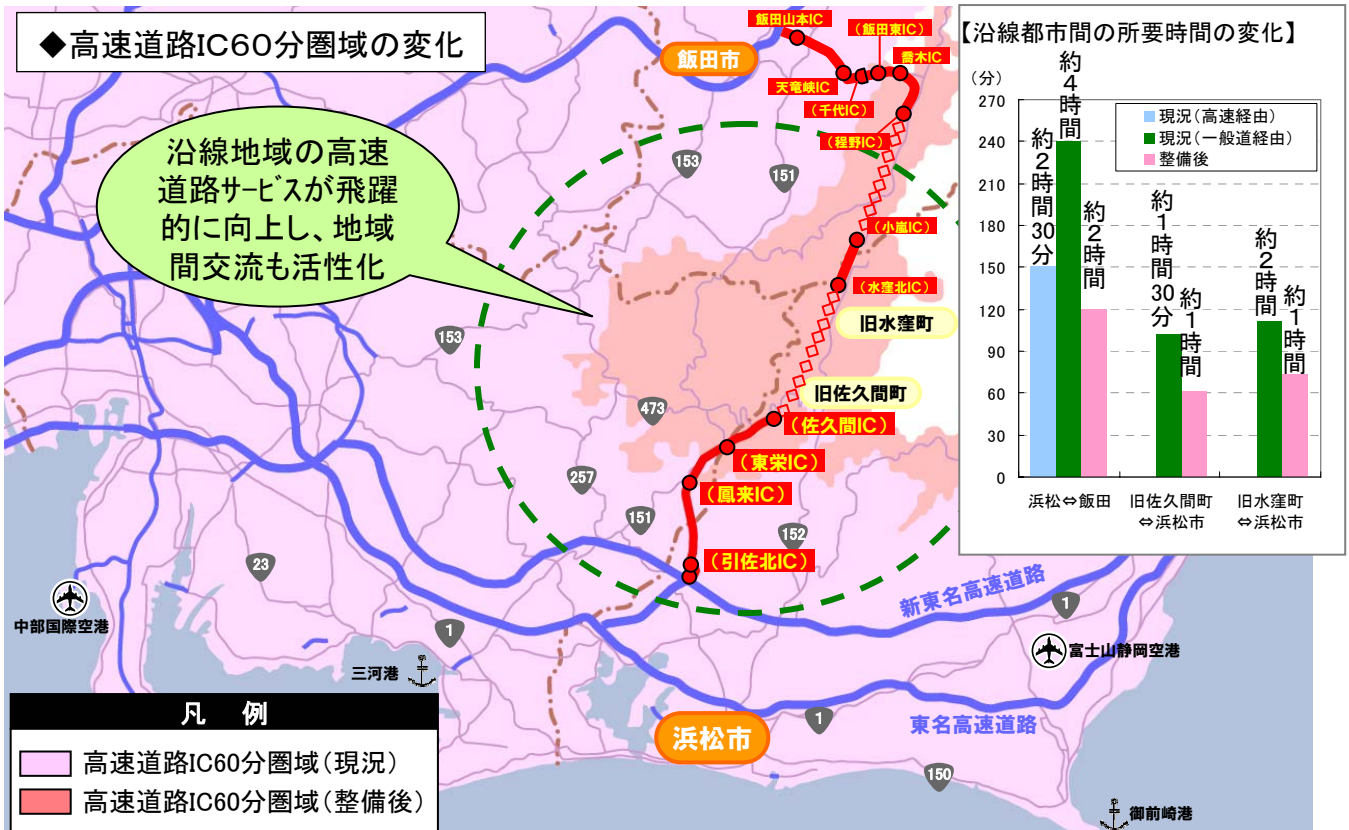 ◆高速道路IC60分圏域の変化
沿線地域の高速
道路サービスが飛躍
的に向上し、地域
間交流も活性化
飯田市
飯田山本IC
(飯田東IC)
喬木IC
天竜峡IC
(千代IC)
(程野IC)
(小嵐IC)
(水窪北IC)
旧水窪町
旧佐久間町
(佐久間IC)
(東栄IC)
(鳳来IC)
(引佐北IC)
153
151
153
473
257
151
152
23
1
1
1
150
新東名高速道路
東名高速道路
中部国際空港
三河港
浜松市
富士山静岡空港
御前崎港
凡 例
高速道路IC60分圏域(現況)
高速道路IC60分圏域(整備後)
【沿線都市間の所要時間の変化】
(分)
270
240
210
180
150
120
90
60
30
0
現況(高速経由)
現況(一般道経由)
整備後
約2時間30分
約4時間
約2時間
約1時間30分
約1時間
約2時間
約1時間
浜松⇔飯田
旧佐久間町
⇔浜松市
旧水窪町
⇔浜松市